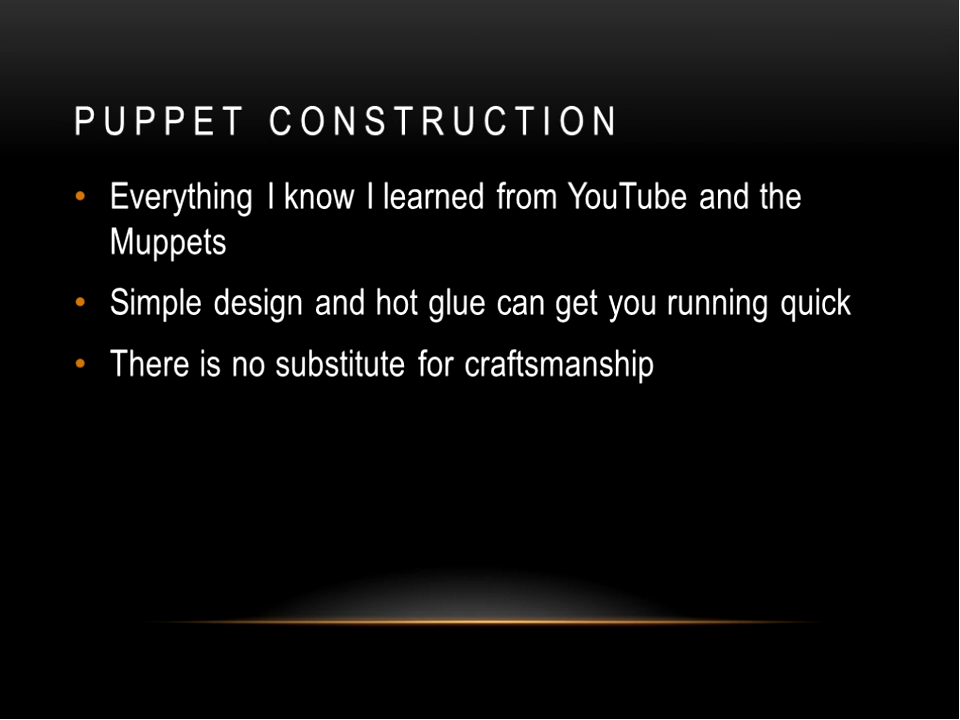 PUPPET CONSTRUCTION
• Everything I know I learned from YouTube and the
Muppets
• Simple design and hot glue can get you running quick
• There is no substitute for craftsmanship